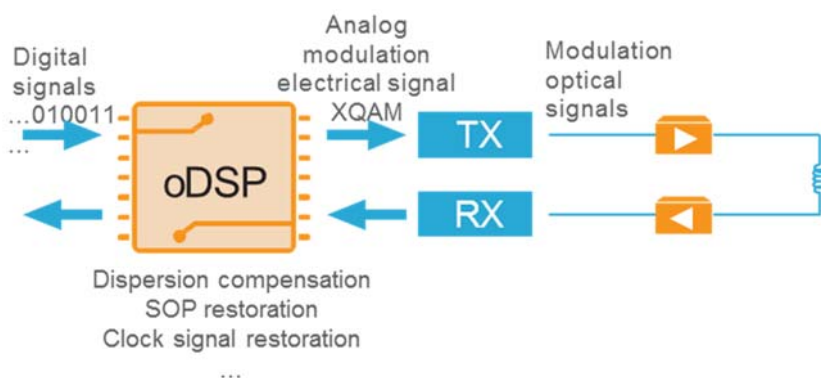 Digital
signals
...010011
...
Analog
modulation
electrical signal
XQAM
Modulation
optical
signals
oDSP
TX
RX
Dispersion compensation
SOP restoration
Clock signal restoration
...